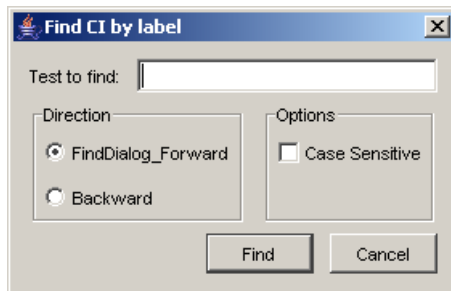 Find CI by label
Test to find:
Direction
Options
FindDialog_Forward
Case Sensitive
Backward
Find
Cancel